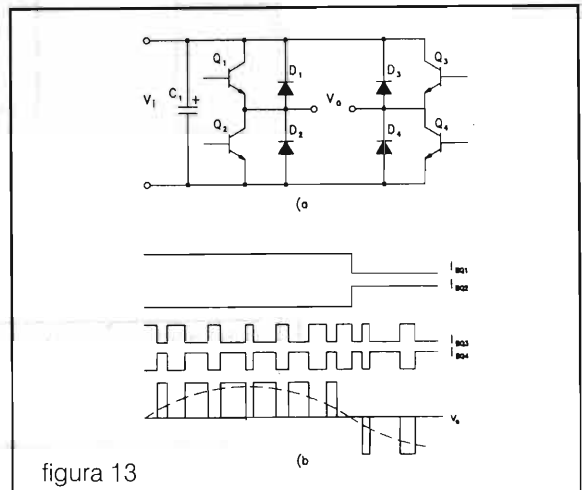 Q1
D1
D3
Q3
Vi
C1
+
Vo
Q2
D2
D4
Q4
(a
IBQ1
IBQ2
IBQ3
IBQ4
Vo
(b
figura 13